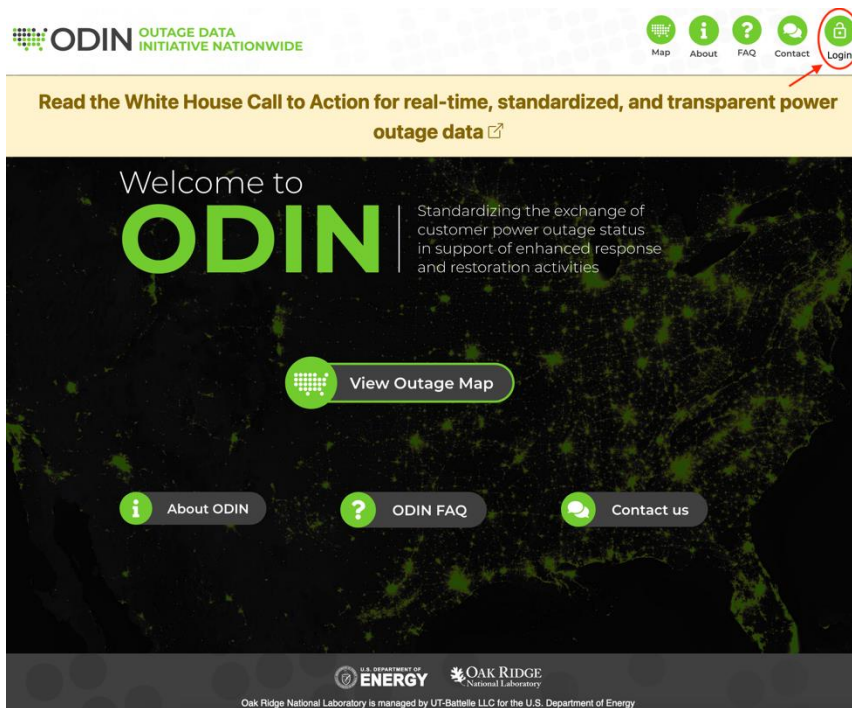 ODIN OUTAGE DATA
INITIATIVE NATIONWIDE
Map About FAQ Contact Login
Read the White House Call to Action for real-time, standardized, and transparent power
outage data
Welcome to
ODIN
Standardizing the exchange of
customer power outage status
in support of enhanced response
and restoration activities
View Outage Map
About ODIN
ODIN FAQ
Contact us
U.S. DEPARTMENT OF
ENERGY
OAK RIDGE
National Laboratory
Oak Ridge National Laboratory is managed by UT-Battelle LLC for the U.S. Department of Energy